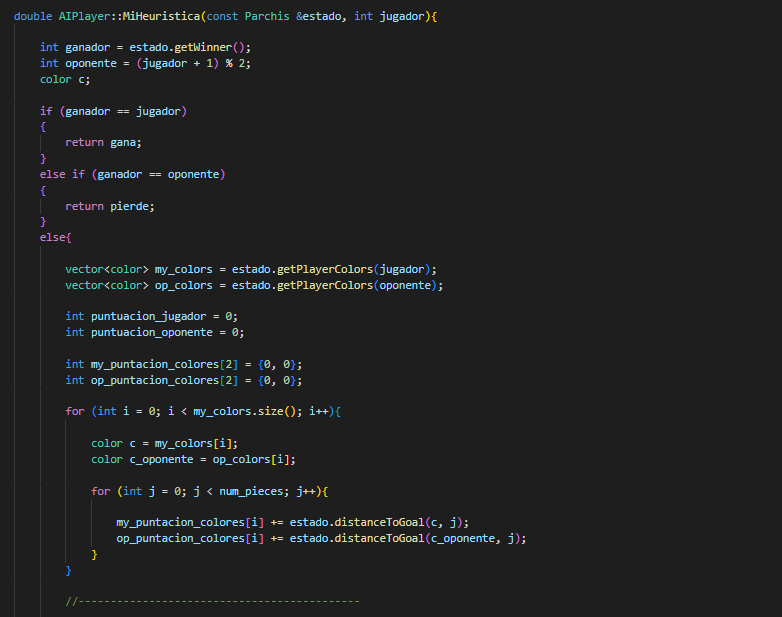 double AIPlayer::MiHeuristica(const Parchis &estado, int jugador){
int ganador = estado.getWinner();
int oponente = (jugador + 1) % 2;
color c;
if (ganador == jugador)
{
return gana;
}
else if (ganador == oponente)
{
return pierde;
}
else{
vector<color> my_colors = estado.getPlayerColors(jugador);
vector<color> op_colors = estado.getPlayerColors(oponente);
int puntuacion_jugador = 0;
int puntuacion_oponente = 0;
int my_puntacion_colores[2] = {0, 0};
int op_puntacion_colores[2] = {0, 0};
for (int i = 0; i < my_colors.size(); i++){
color c = my_colors[i];
color c_oponente = op_colors[i];
for (int j = 0; j < num_pieces; j++){
my_puntacion_colores[i] += estado.distanceToGoal(c, j);
op_puntacion_colores[i] += estado.distanceToGoal(c_oponente, j);
}
}
//-------------------------------------------